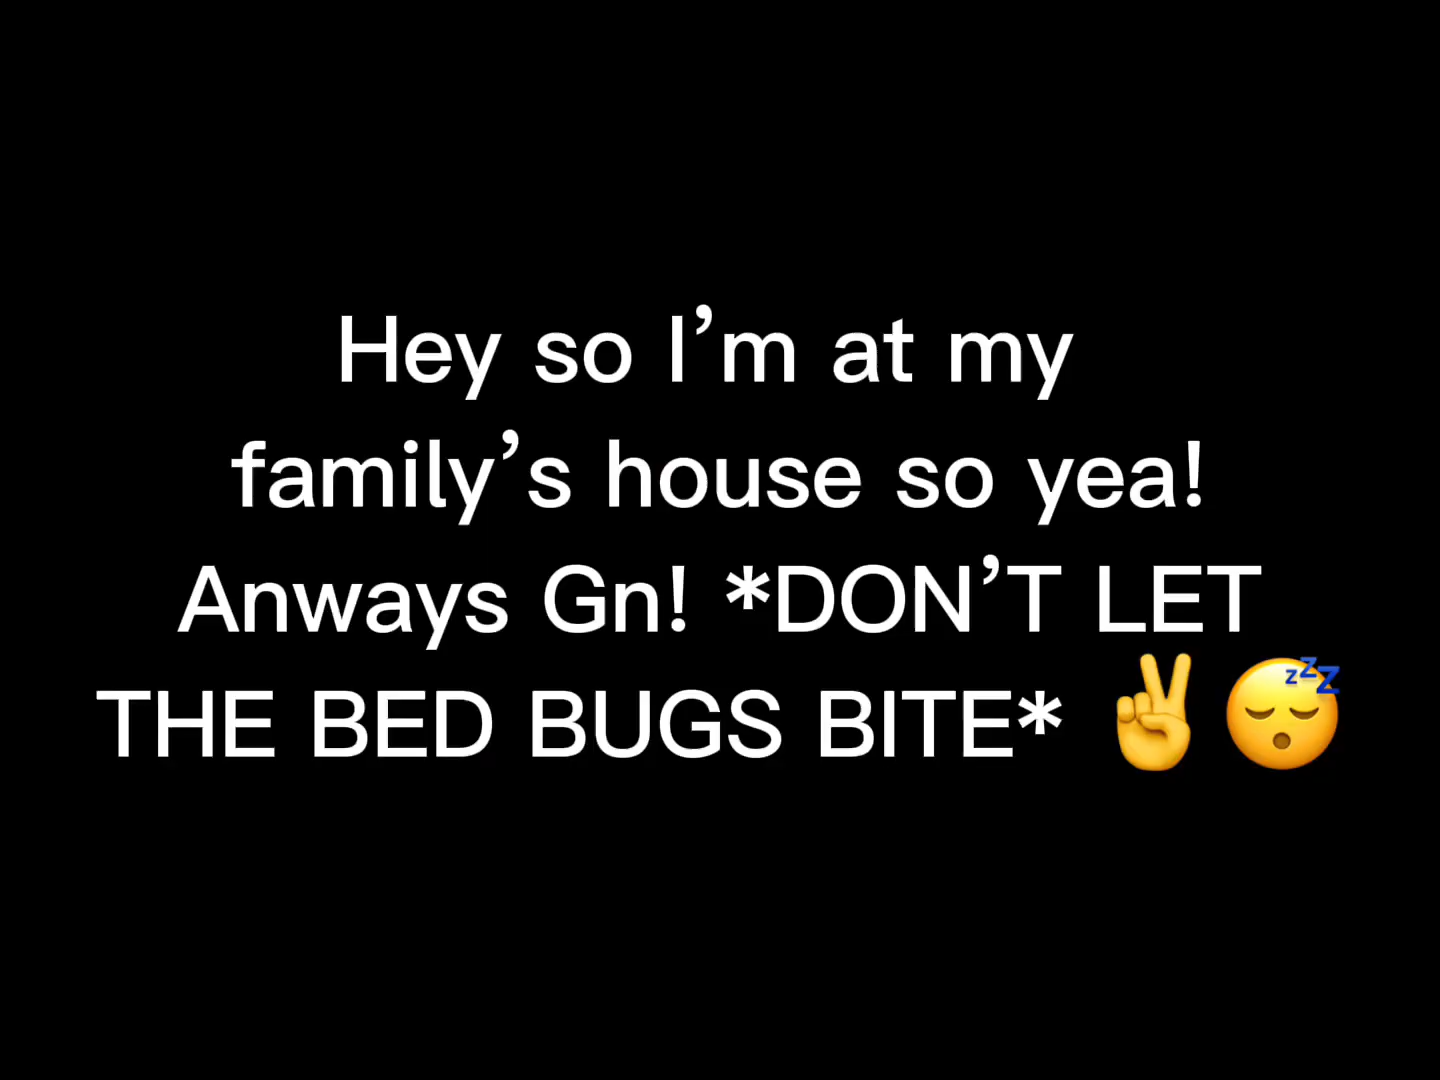 Hey so I’m at my
family’s house so yea!
Anways Gn! *DON’T LET
THE BED BUGS BITE* ✌️😴